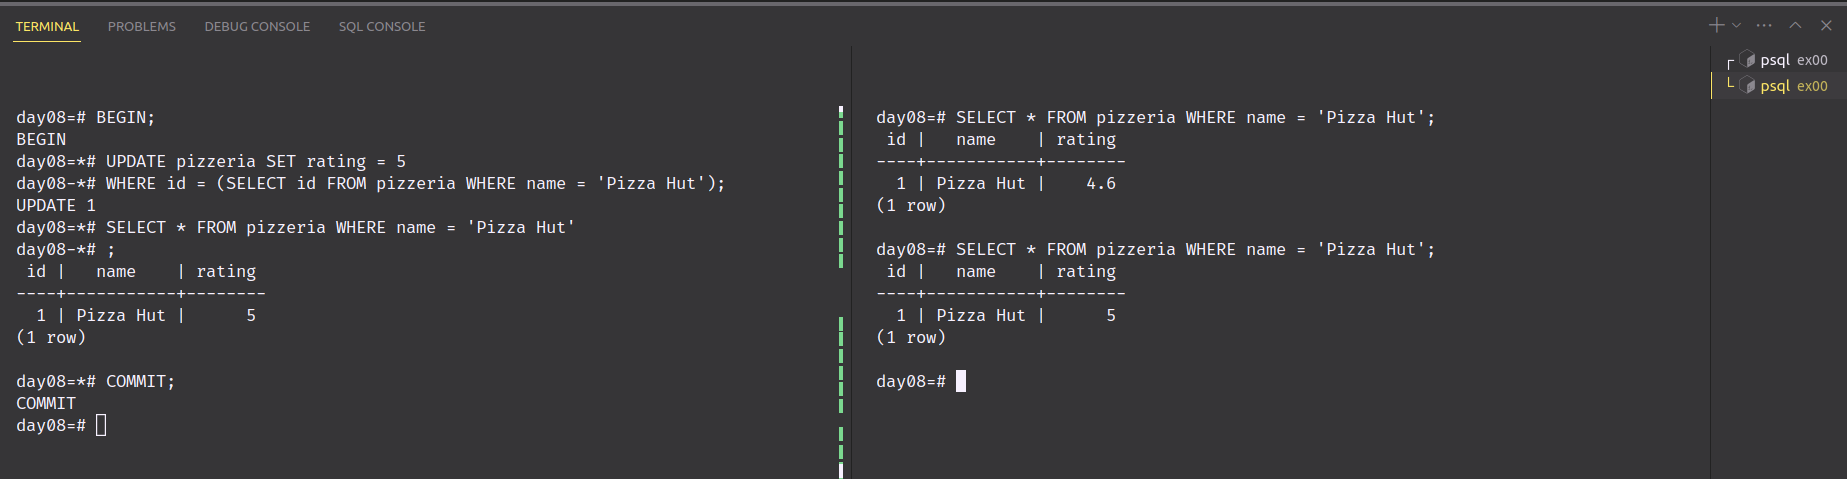 TERMINAL PROBLEMS DEBUG CONSOLE SQL CONSOLE
day08=# BEGIN;
BEGIN
day08=*# UPDATE pizzeria SET rating = 5
day08-*# WHERE id = (SELECT id FROM pizzeria WHERE name = 'Pizza Hut');
UPDATE 1
day08=*# SELECT * FROM pizzeria WHERE name = 'Pizza Hut'
day08-*# ;
 id |   name    | rating
----+-----------+--------
  1 | Pizza Hut |      5
(1 row)
day08=*# COMMIT;
COMMIT
day08=#
day08=# SELECT * FROM pizzeria WHERE name = 'Pizza Hut';
 id |   name    | rating
----+-----------+--------
  1 | Pizza Hut |    4.6
(1 row)
day08=# SELECT * FROM pizzeria WHERE name = 'Pizza Hut';
 id |   name    | rating
----+-----------+--------
  1 | Pizza Hut |      5
(1 row)
day08=#
psql ex00
psql ex00